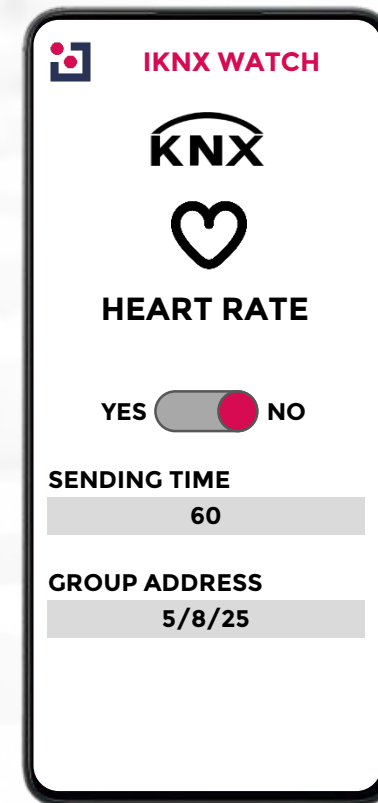 IKNX WATCH
KNX
HEART RATE
YES NO
SENDING TIME
60
GROUP ADDRESS
5/8/25